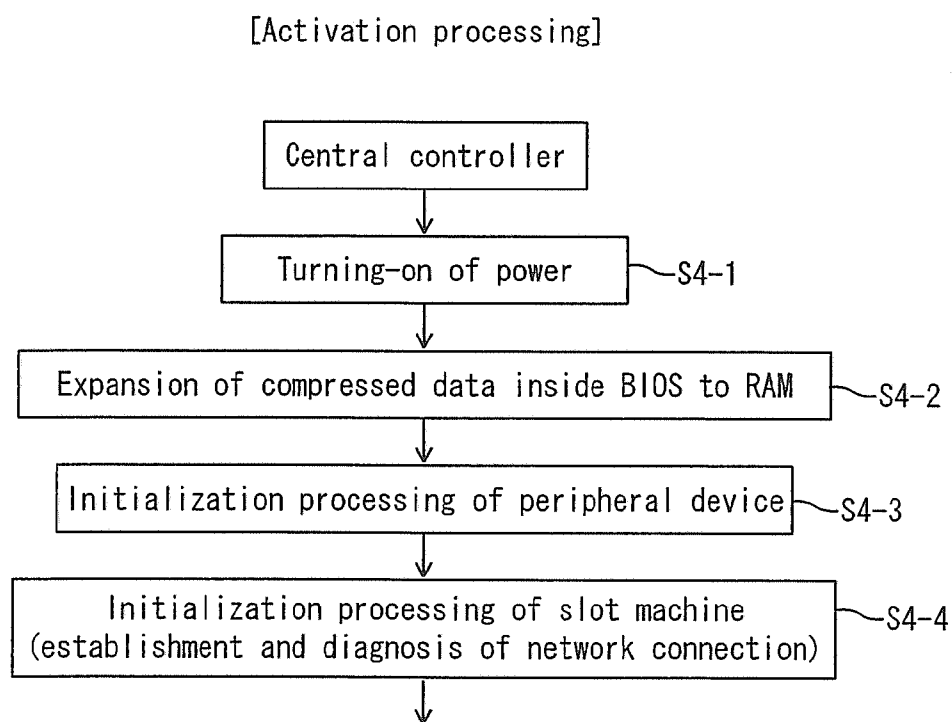 [Activation processing]
Central controller
Turning-on of power
S4-1
Expansion of compressed data inside BIOS to RAM
S4-2
Initialization processing of peripheral device
S4-3
Initialization processing of slot machine
(establishment and diagnosis of network connection)
S4-4